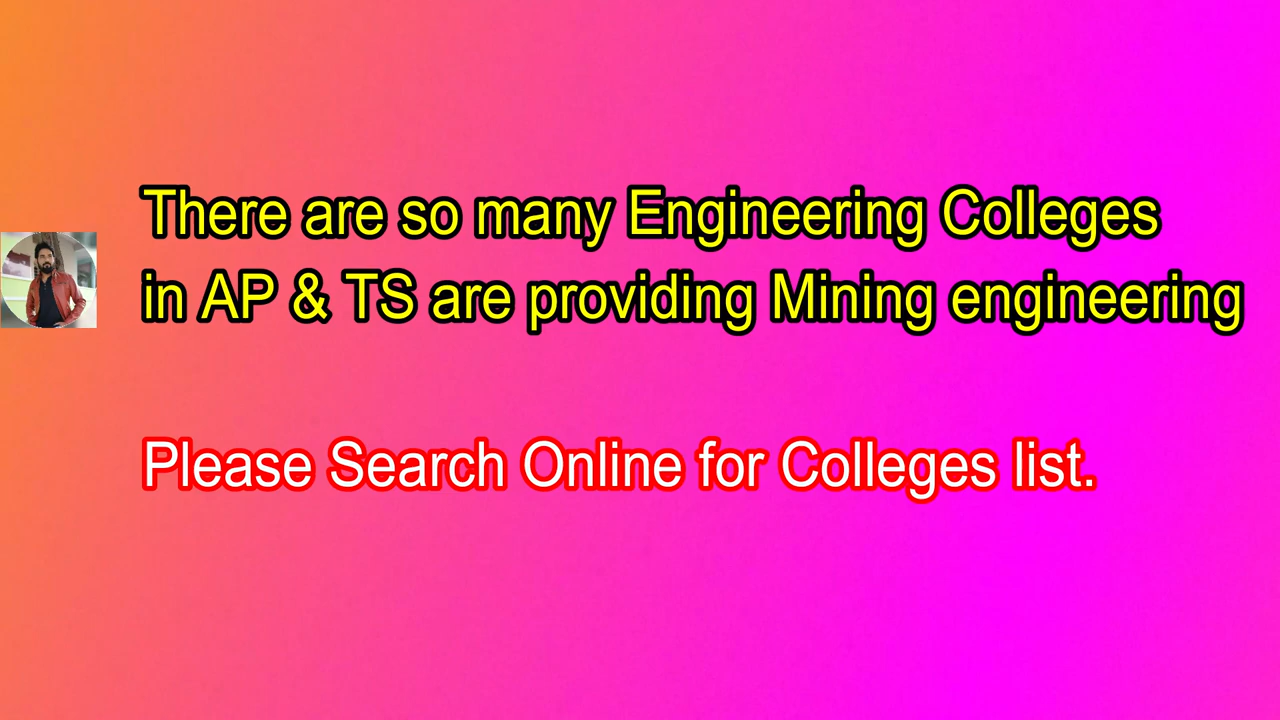 There are so many Engineering Colleges
in AP & TS are providing Mining engineering
Please Search Online for Colleges list.